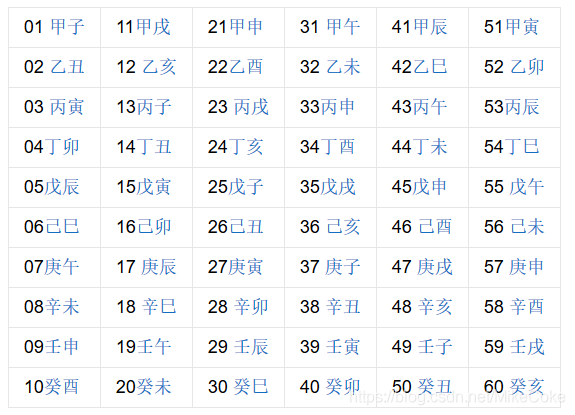 01 甲子 11甲戌 21甲申 31 甲午 41甲辰 51甲寅
02 乙丑 12 乙亥 22乙酉 32 乙未 42乙巳 52 乙卯
03 丙寅 13丙子 23 丙戌 33丙申 43丙午 53丙辰
04丁卯 14丁丑 24丁亥 34丁酉 44丁未 54丁巳
05戊辰 15戊寅 25戊子 35戊戌 45戊申 55 戊午
06己巳 16己卯 26己丑 36 己亥 46 己酉 56 己未
07庚午 17 庚辰 27庚寅 37 庚子 47庚戌 57 庚申
08辛未 18 辛巳 28 辛卯 38 辛丑 48 辛亥 58 辛酉
09壬申 19壬午 29 壬辰 39 壬寅 49 壬子 59 壬戌
10癸酉 20癸未 30 癸巳 40 癸卯 50 癸丑 60 癸亥
https://blog.csdn.net/MikeCoke